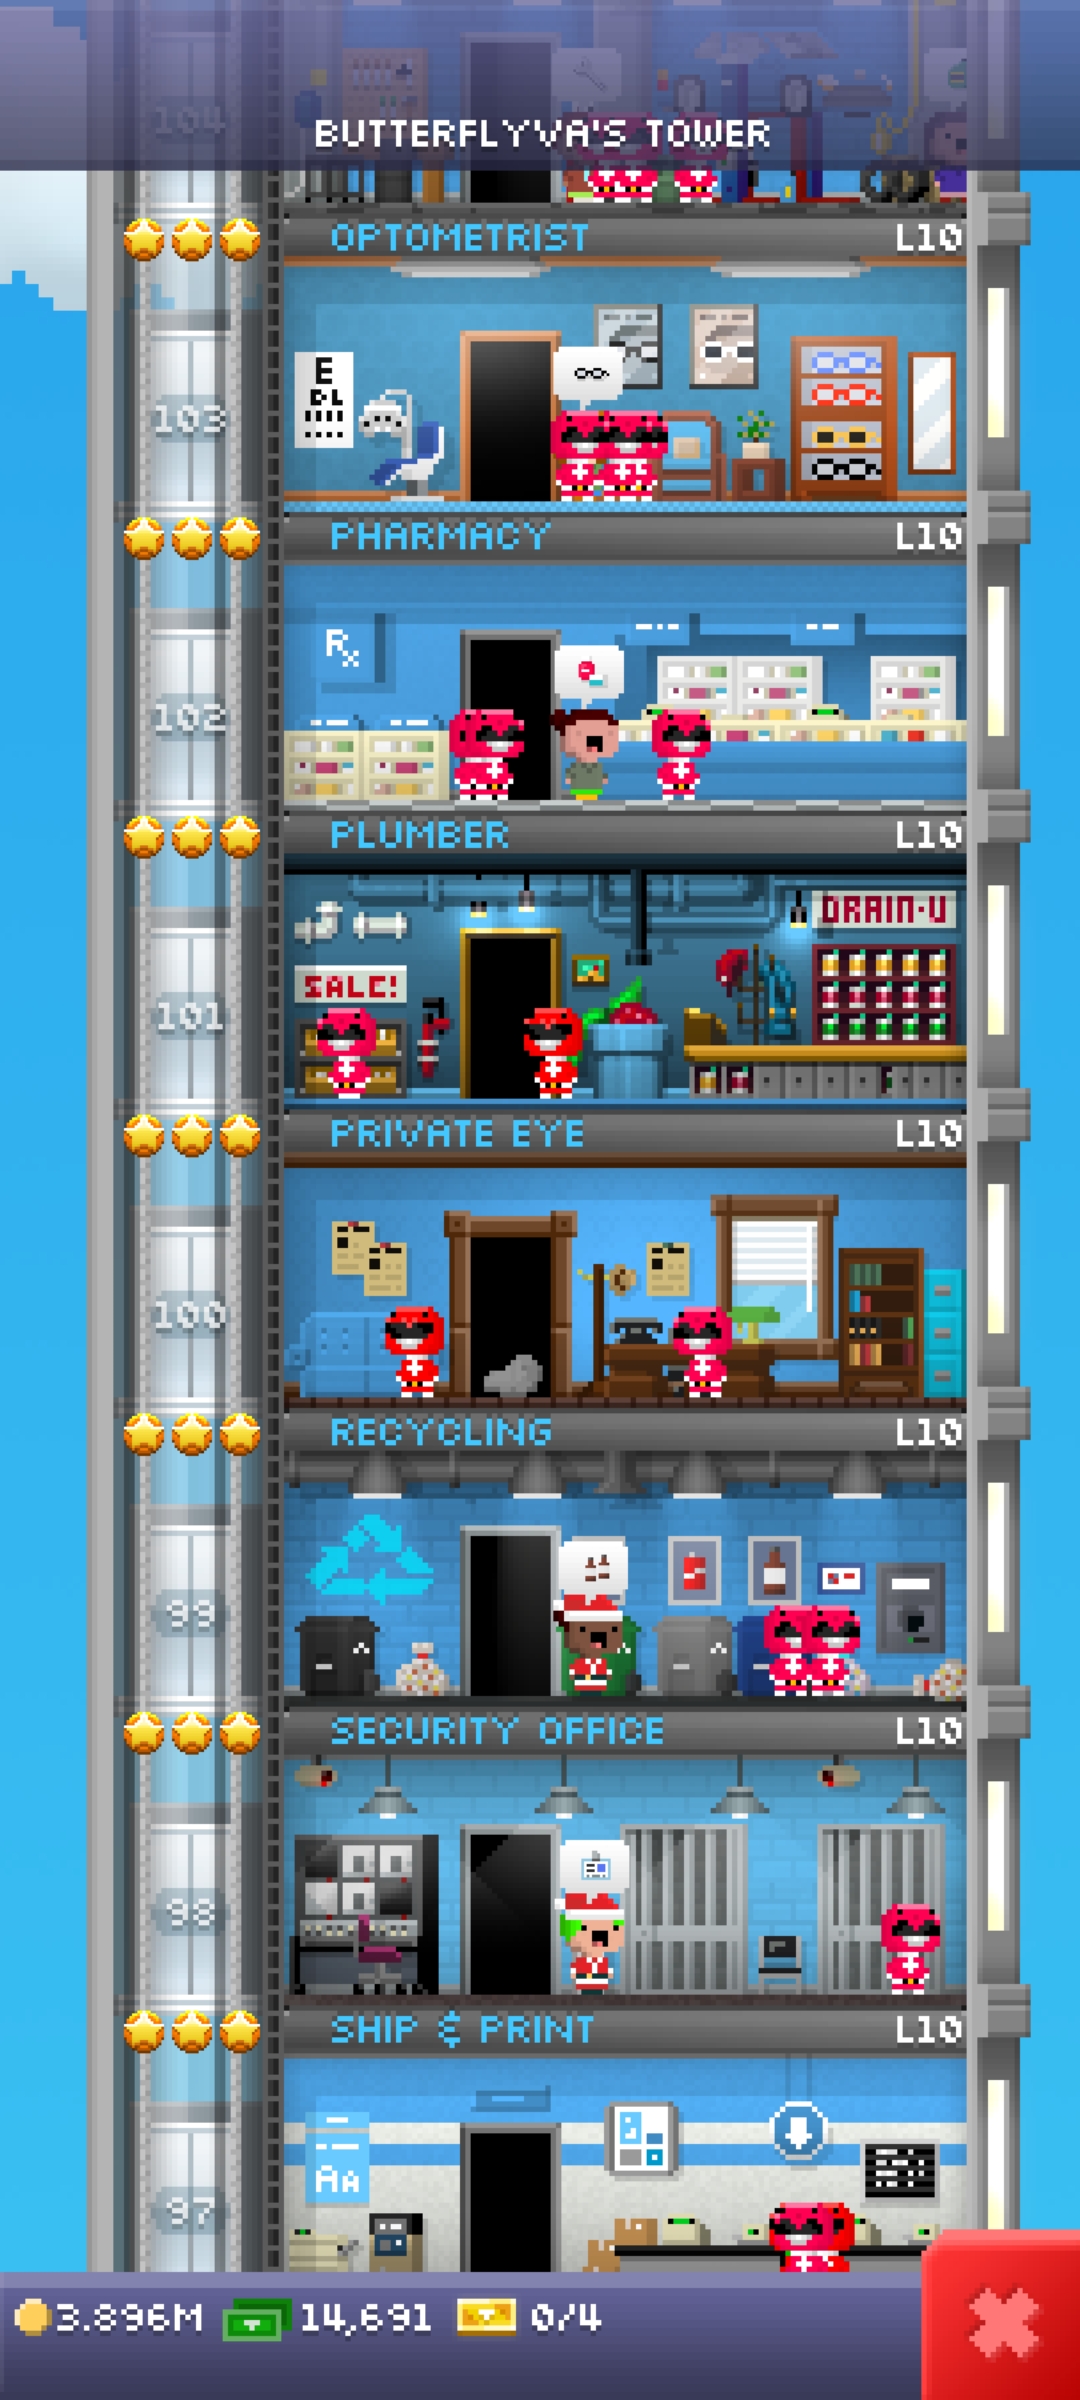 104
BUTTERFLYVA'S TOWER
OPTOMETRIST L10
E
DL
103
PHARMACY L10
Rx
102
PLUMBER L10
DRAIN-U
SALE!
101
PRIVATE EYE L10
100
RECYCLING L10
99
SECURITY OFFICE L10
98
SHIP & PRINT L10
AA
97
3.896M 14,691 0/4